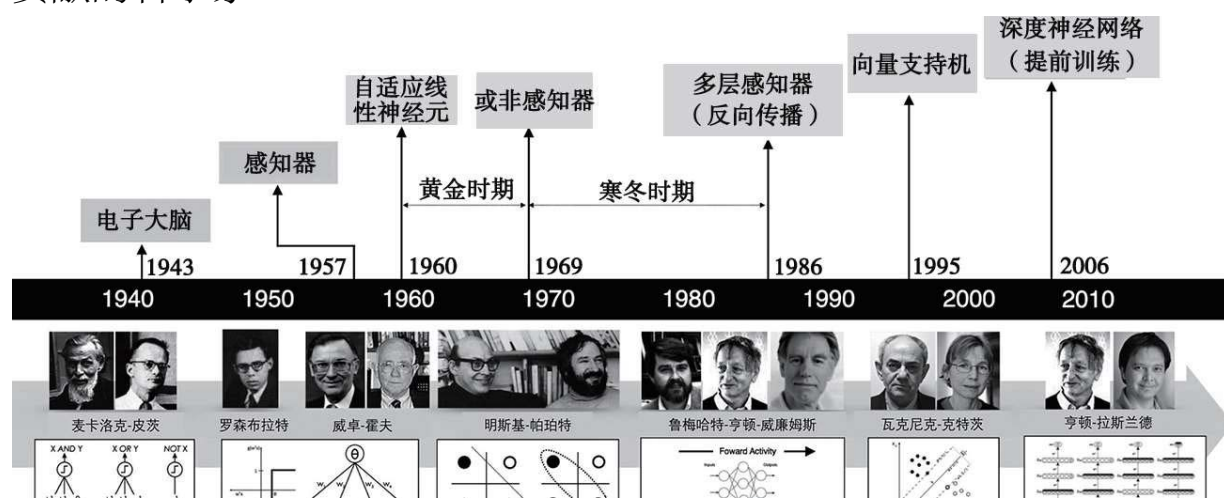 深度神经网络
（提前训练）
向量支持机
多层感知器
（反向传播）
自适应线
性神经元
或非感知器
感知器
黄金时期
寒冬时期
电子大脑
1943
1957
1960
1969
1986
1995
2006
1940
1950
1960
1970
1980
1990
2000
2010
麦卡洛克-皮茨
罗森布拉特
威卓-霍夫
明斯基-帕珀特
鲁梅哈特-亨顿-威廉姆斯
瓦克尼克-克特茨
亨顿-拉斯兰德
X AND Y
X OR Y
NOT X
θ
Foward Activity
Inputs
Outputs